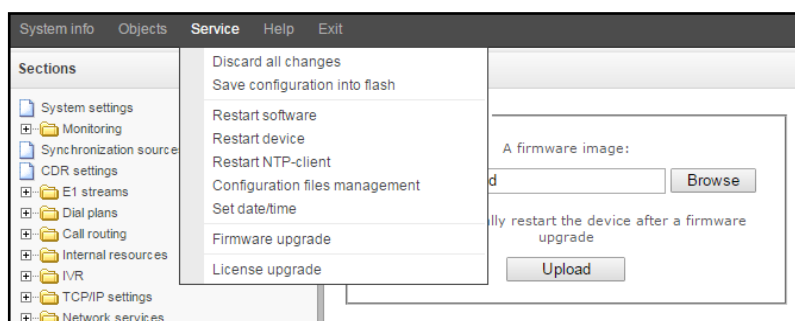 System info Objects Service Help Exit
Sections
Discard all changes
Save configuration into flash
Restart software
Restart device
Restart NTP-client
Configuration files management
Set date/time
Firmware upgrade
License upgrade
System settings
Monitoring
Synchronization source
CDR settings
E1 streams
Dial plans
Call routing
Internal resources
IVR
TCP/IP settings
Network services
A firmware image:
d Browse
lly restart the device after a firmware
upgrade
Upload